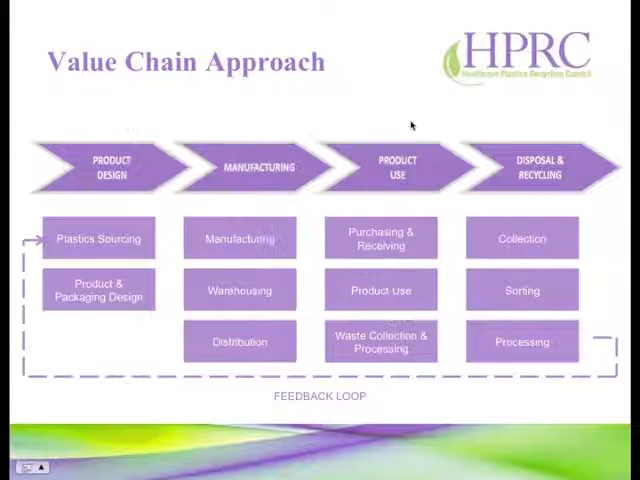 Value Chain Approach
HPRC
Healthcare Plastics Recycling Council
PRODUCT
DESIGN
MANUFACTURING
PRODUCT
USE
DISPOSAL &
RECYCLING
Plastics Sourcing
Product &
Packaging Design
Manufacturing
Warehousing
Distribution
Purchasing &
Receiving
Product Use
Waste Collection &
Processing
Collection
Sorting
Processing
FEEDBACK LOOP